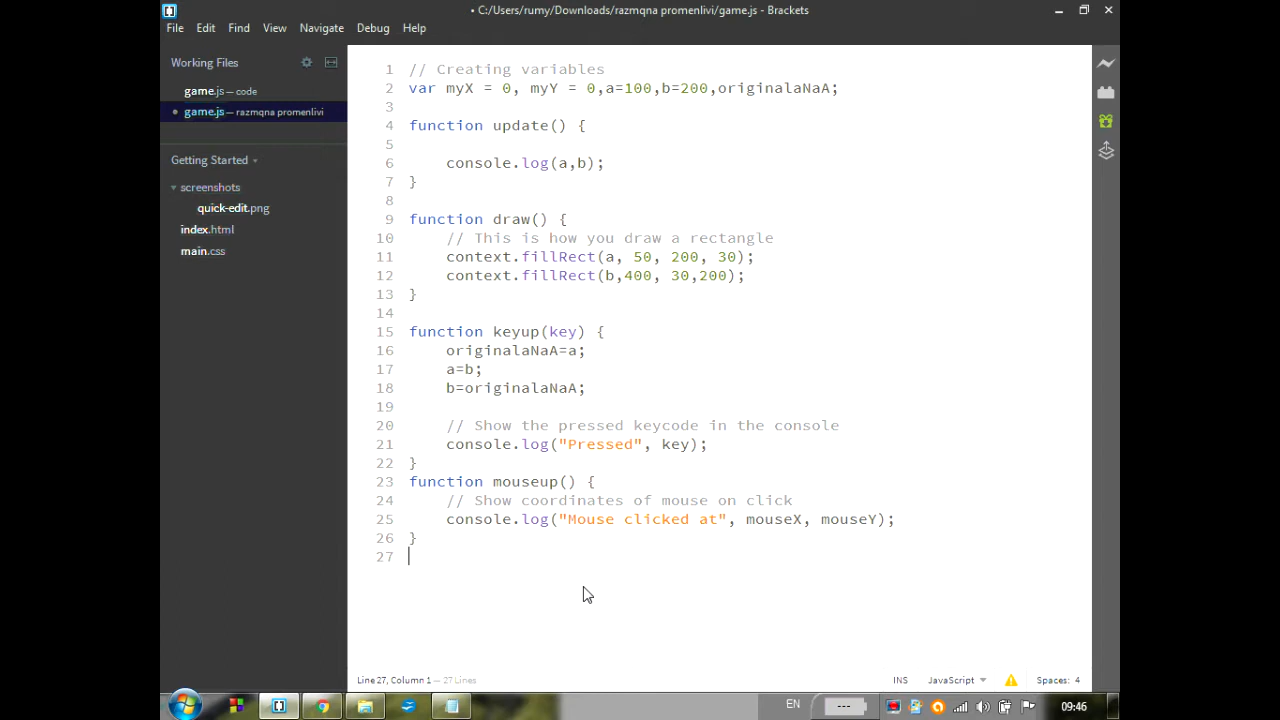 • C:/Users/rumy/Downloads/razmqna promenlivi/game.js - Brackets
File Edit Find View Navigate Debug Help
Working Files
game.js — code
• game.js — razmqna promenlivi
Getting Started
screenshots
quick-edit.png
index.html
main.css
1 // Creating variables
2 var myX = 0, myY = 0,a=100,b=200,originalaNaA;
3
4 function update() {
5
6 console.log(a,b);
7 }
8
9 function draw() {
10 // This is how you draw a rectangle
11 context.fillRect(a, 50, 200, 30);
12 context.fillRect(b,400, 30,200);
13 }
14
15 function keyup(key) {
16 originalaNaA=a;
17 a=b;
18 b=originalaNaA;
19
20 // Show the pressed keycode in the console
21 console.log("Pressed", key);
22 }
23 function mouseup() {
24 // Show coordinates of mouse on click
25 console.log("Mouse clicked at", mouseX, mouseY);
26 }
27
Line 27, Column 1 — 27 Lines
INS JavaScript Spaces: 4
EN --- 09:46